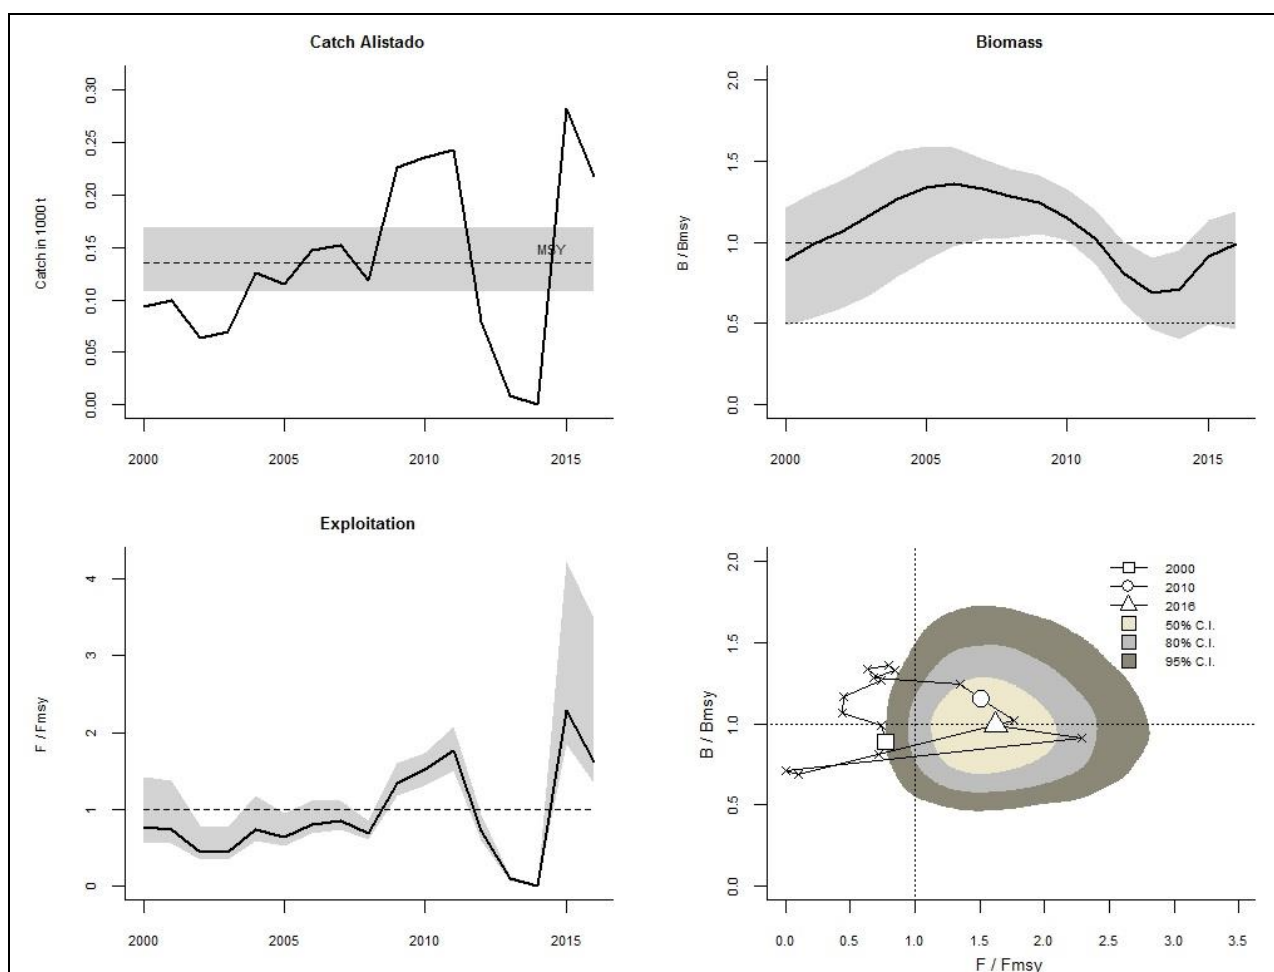 Catch Alistado
Catch in 1000 t
0.30
0.25
0.20
0.15
0.10
0.05
0.00
MSY
2000 2005 2010 2015
Biomass
B / Bmsy
2.0
1.5
1.0
0.5
0.0
2000 2005 2010 2015
Exploitation
F / Fmsy
4
3
2
1
0
2000 2005 2010 2015
B / Bmsy
2.0
1.5
1.0
0.5
0.0
2000
2010
2016
50% C.I.
80% C.I.
95% C.I.
0.0 0.5 1.0 1.5 2.0 2.5 3.0 3.5
F / Fmsy